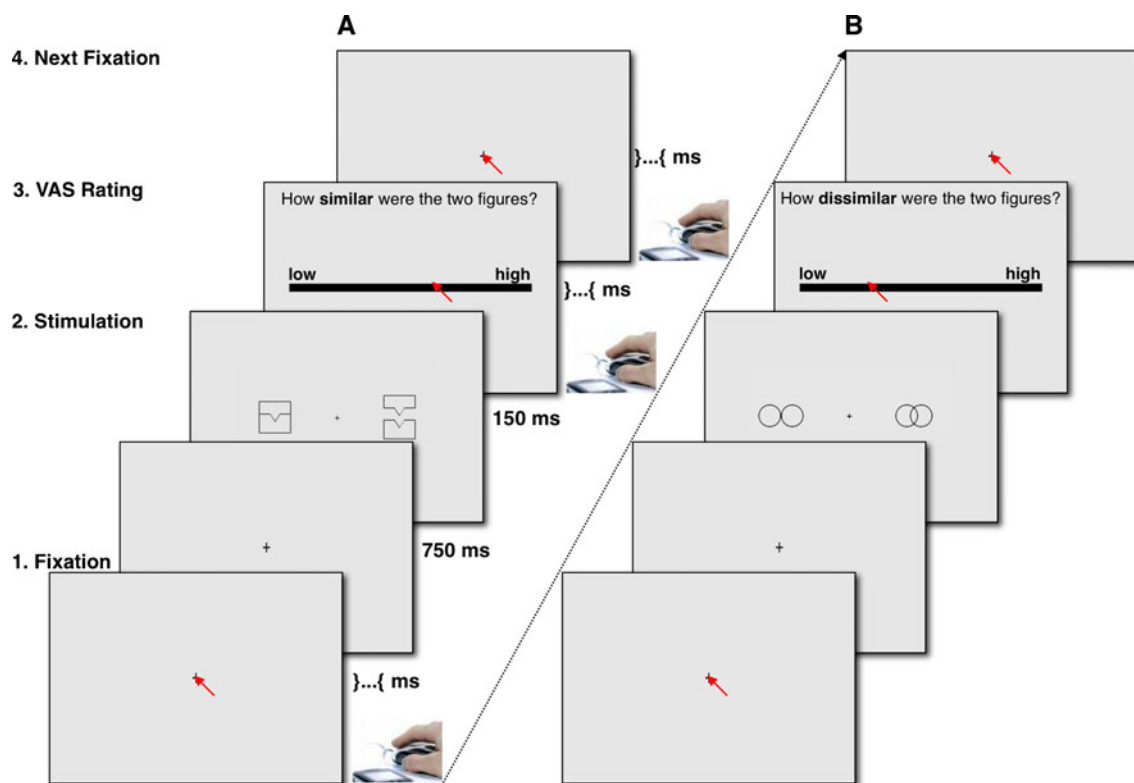 A
B
4. Next Fixation
}...{ ms
3. VAS Rating
How similar were the two figures?
How dissimilar were the two figures?
low high
low high
}...{ ms
2. Stimulation
150 ms
750 ms
1. Fixation
}...{ ms